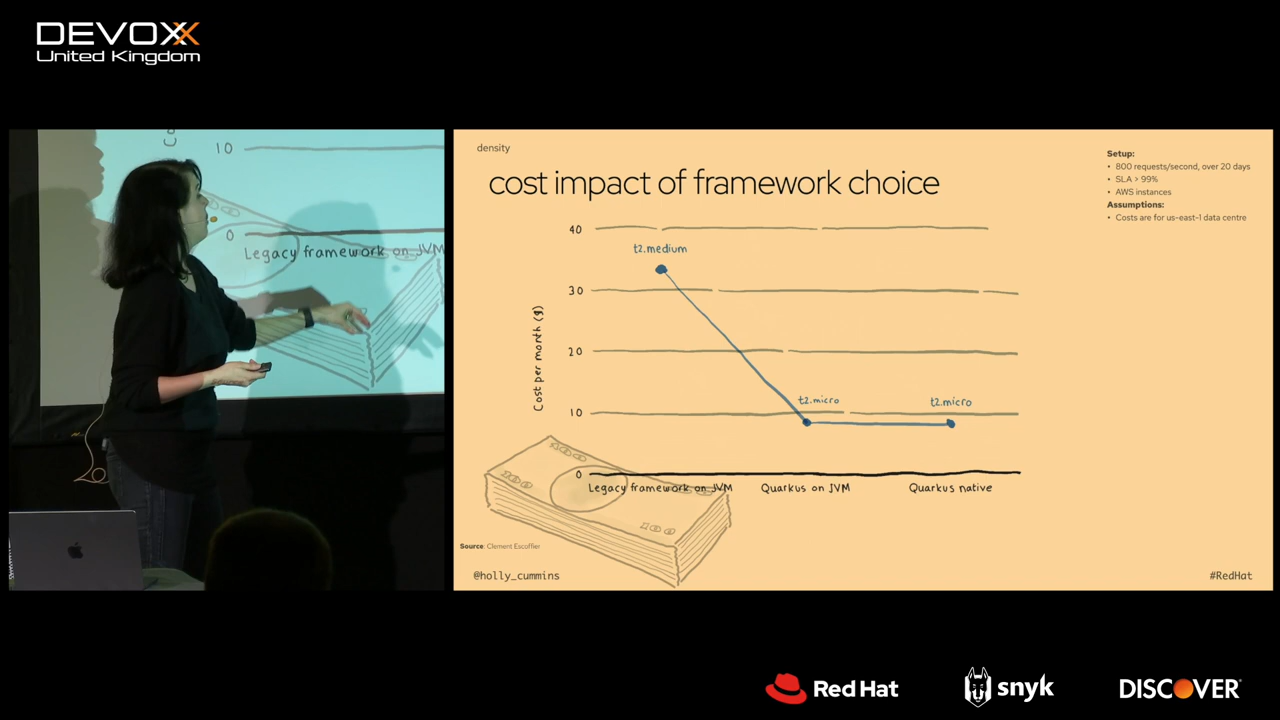 DEVOXX
United Kingdom
10
0
Legacy framework on JVM
density
cost impact of framework choice
Setup:
• 800 requests/second, over 20 days
• SLA > 99%
• AWS instances
Assumptions:
• Costs are for us-east-1 data centre
Cost per month ($)
40
30
20
10
0
t2.medium
t2.micro
t2.micro
Legacy framework on JVM
Quarkus on JVM
Quarkus native
Source: Clement Escoffier
@holly_cummins
#RedHat
Red Hat
snyk
DISCOVER